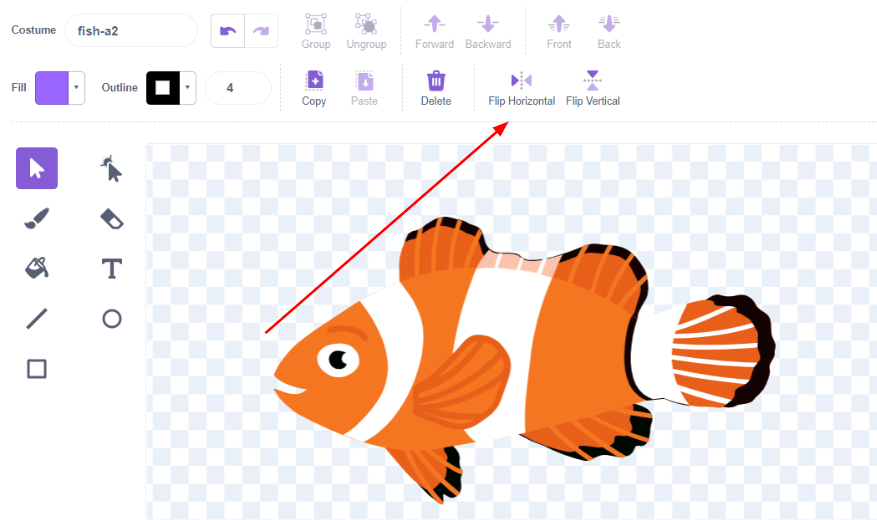 Costume fish-a2 Group Ungroup Forward Backward Front Back
Fill Outline 4 Copy Paste Delete Flip Horizontal Flip Vertical
T